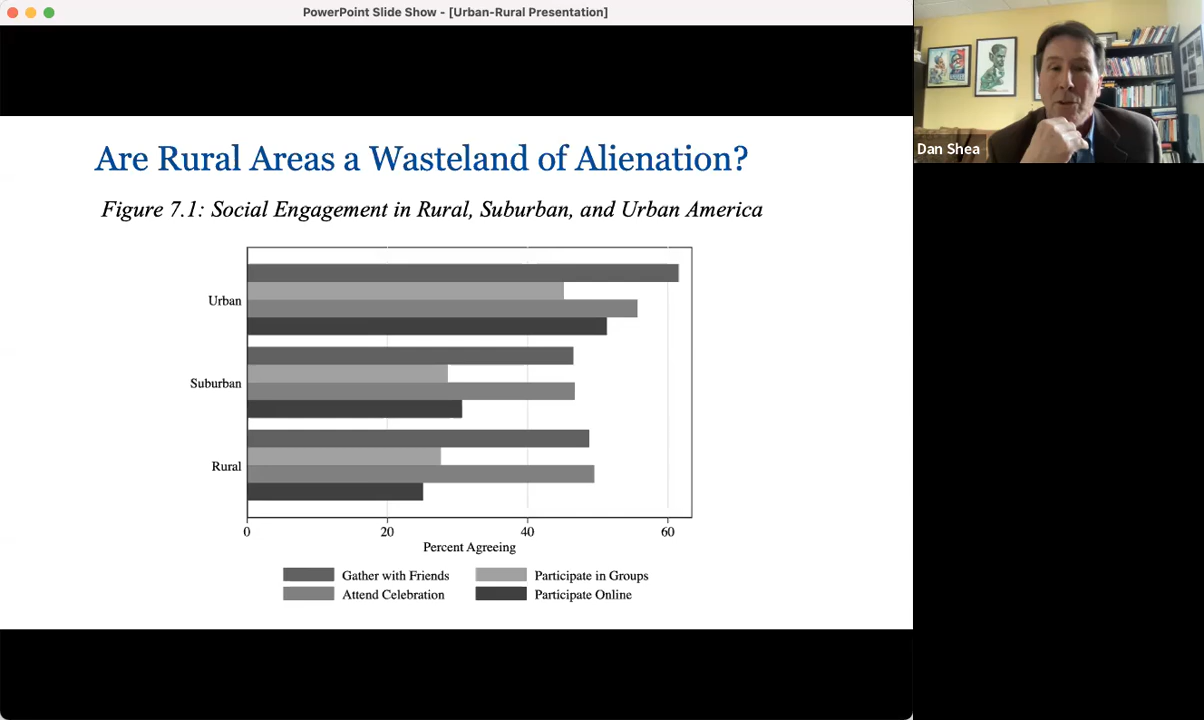 PowerPoint Slide Show - [Urban-Rural Presentation]
Dan Shea
Are Rural Areas a Wasteland of Alienation?
Figure 7.1: Social Engagement in Rural, Suburban, and Urban America
Urban
Suburban
Rural
0 20 40 60
Percent Agreeing
Gather with Friends Participate in Groups
Attend Celebration Participate Online